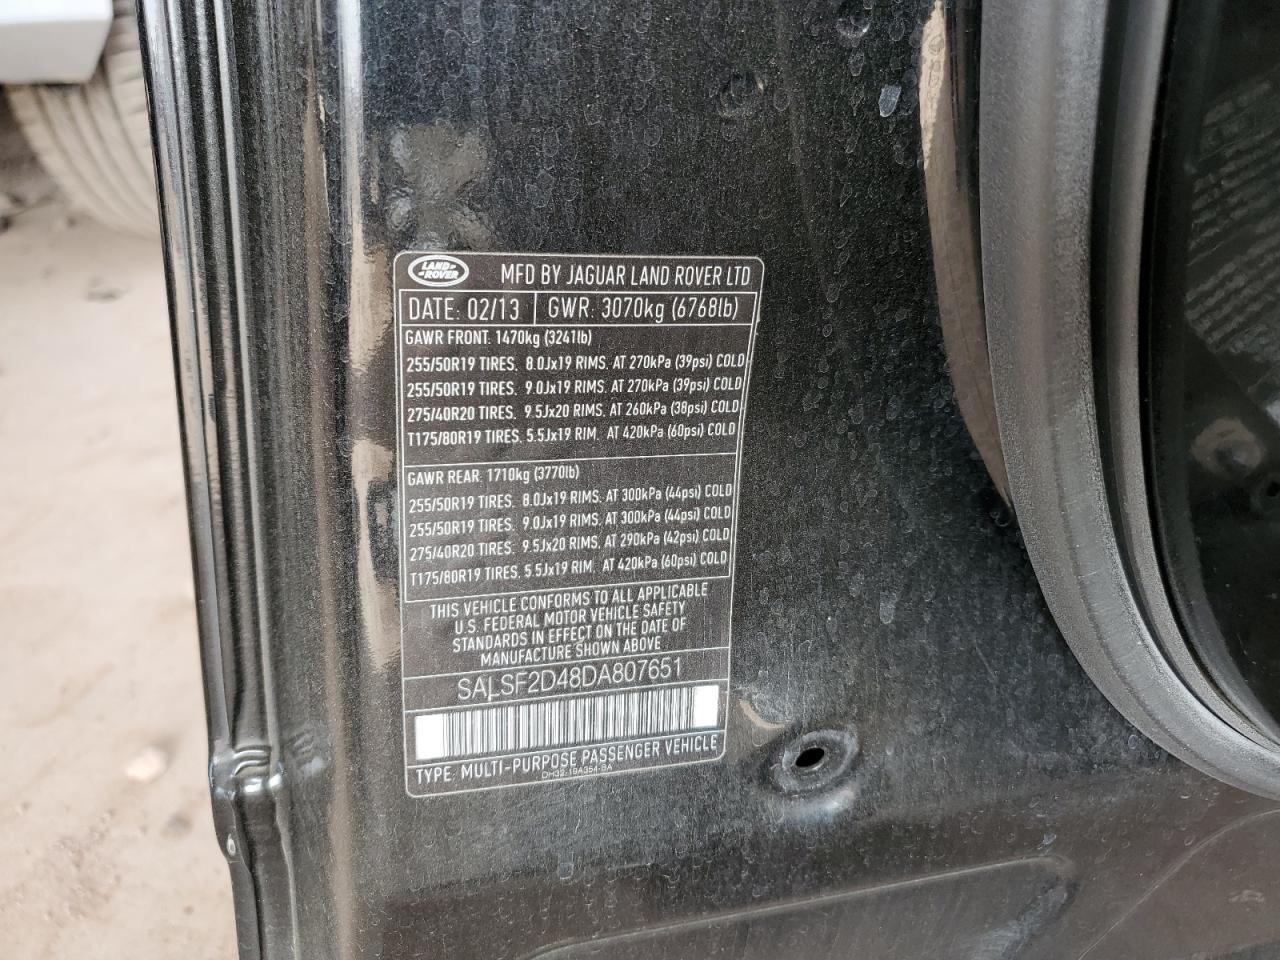 LAND ROVER MFD BY JAGUAR LAND ROVER LTD
DATE: 02/13 GWR: 3070kg (6768lb)
GAWR FRONT: 1470kg (3241lb)
255/50R19 TIRES, 8.0Jx19 RIMS, AT 270kPa (39psi) COLD
255/50R19 TIRES, 9.0Jx19 RIMS, AT 270kPa (39psi) COLD
275/40R20 TIRES, 9.5Jx20 RIMS, AT 260kPa (38psi) COLD
T175/80R19 TIRES, 5.5Jx19 RIM, AT 420kPa (60psi) COLD
GAWR REAR: 1710kg (3770lb)
255/50R19 TIRES, 8.0Jx19 RIMS, AT 300kPa (44psi) COLD
255/50R19 TIRES, 9.0Jx19 RIMS, AT 300kPa (44psi) COLD
275/40R20 TIRES, 9.5Jx20 RIMS, AT 290kPa (42psi) COLD
T175/80R19 TIRES, 5.5Jx19 RIM, AT 420kPa (60psi) COLD
THIS VEHICLE CONFORMS TO ALL APPLICABLE
U.S. FEDERAL MOTOR VEHICLE SAFETY
STANDARDS IN EFFECT ON THE DATE OF
MANUFACTURE SHOWN ABOVE
SALSF2D48DA807651
TYPE: MULTI-PURPOSE PASSENGER VEHICLE